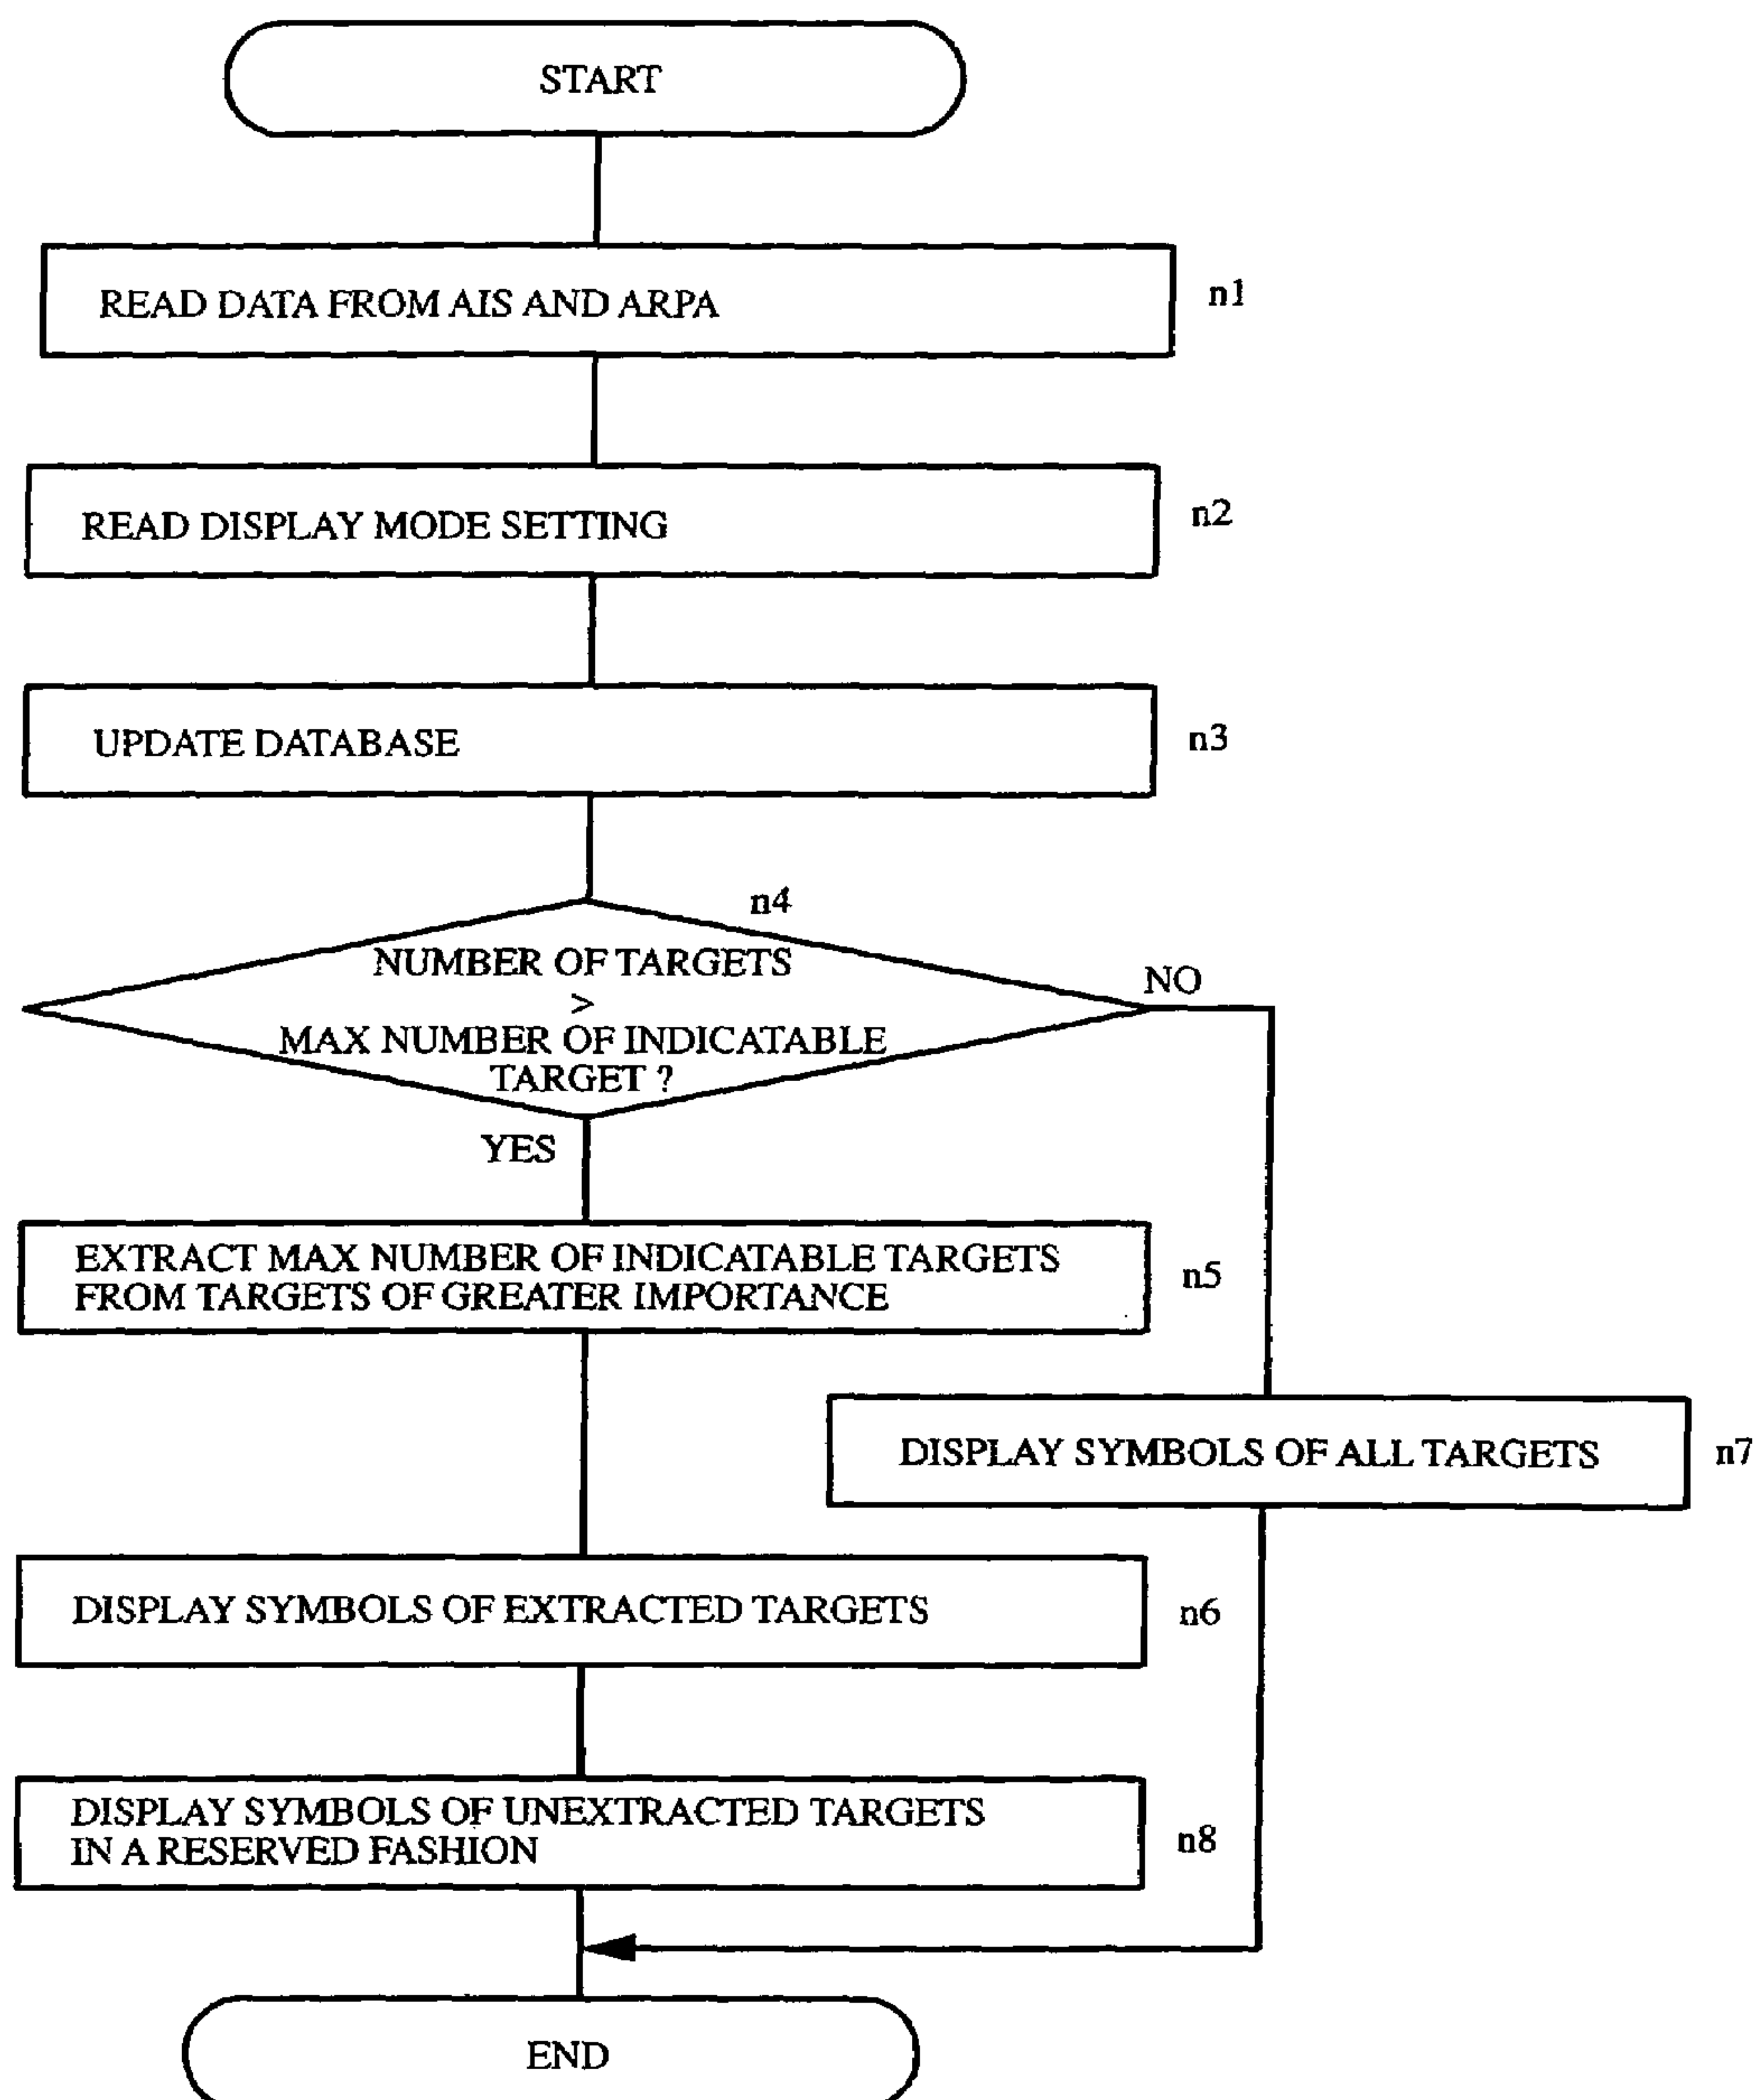 START
READ DATA FROM AIS AND ARPA
n1
READ DISPLAY MODE SETTING
n2
UPDATE DATABASE
n3
n4
NUMBER OF TARGETS
>
MAX NUMBER OF INDICATABLE
TARGET ?
NO
YES
EXTRACT MAX NUMBER OF INDICATABLE TARGETS
FROM TARGETS OF GREATER IMPORTANCE
n5
DISPLAY SYMBOLS OF ALL TARGETS
n7
DISPLAY SYMBOLS OF EXTRACTED TARGETS
n6
DISPLAY SYMBOLS OF UNEXTRACTED TARGETS
IN A RESERVED FASHION
n8
END